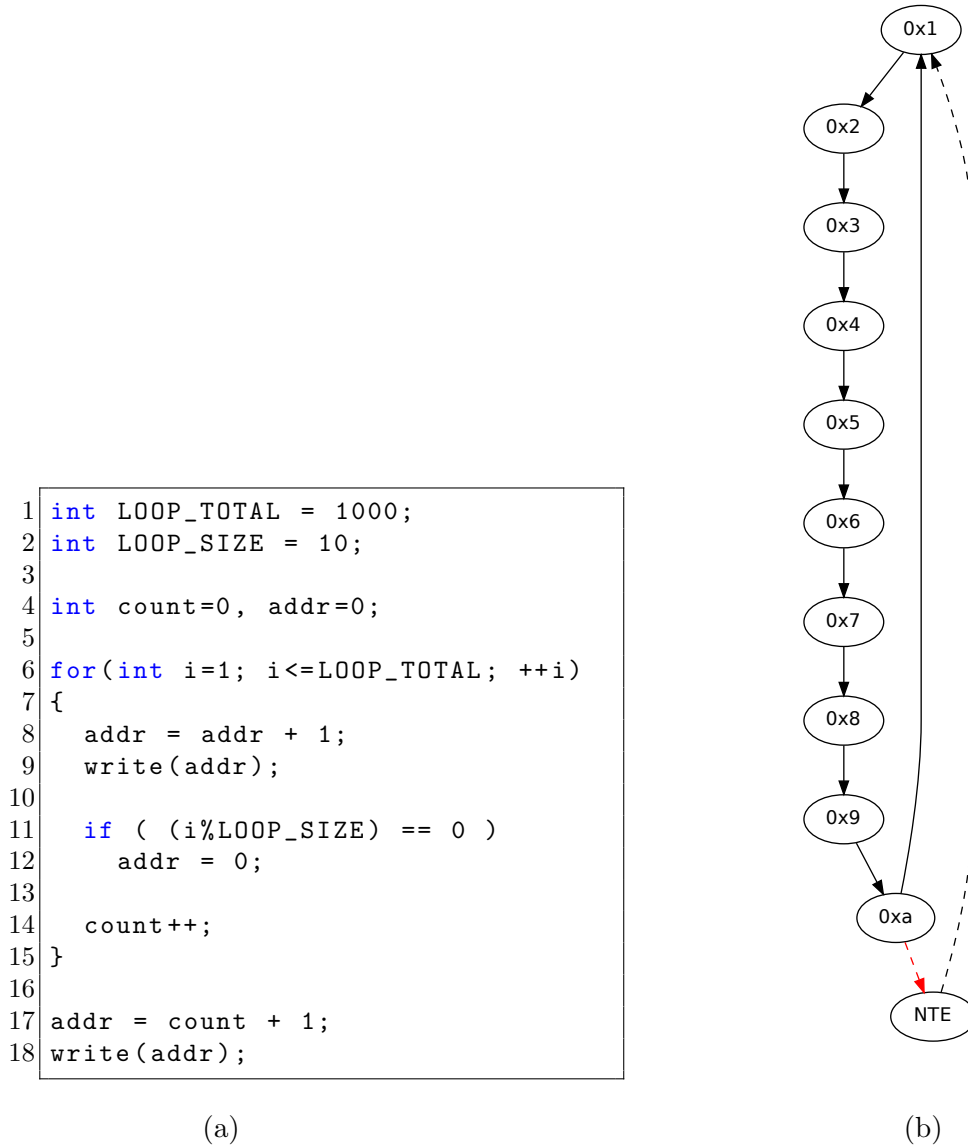 1 int LOOP_TOTAL = 1000;
2 int LOOP_SIZE = 10;
3
4 int count=0, addr=0;
5
6 for(int i=1; i<=LOOP_TOTAL; ++i)
7 {
8 addr = addr + 1;
9 write(addr);
10
11 if ( (i%LOOP_SIZE) == 0 )
12 addr = 0;
13
14 count++;
15 }
16
17 addr = count + 1;
18 write(addr);
(a)
0x1
0x2
0x3
0x4
0x5
0x6
0x7
0x8
0x9
0xa
NTE
(b)